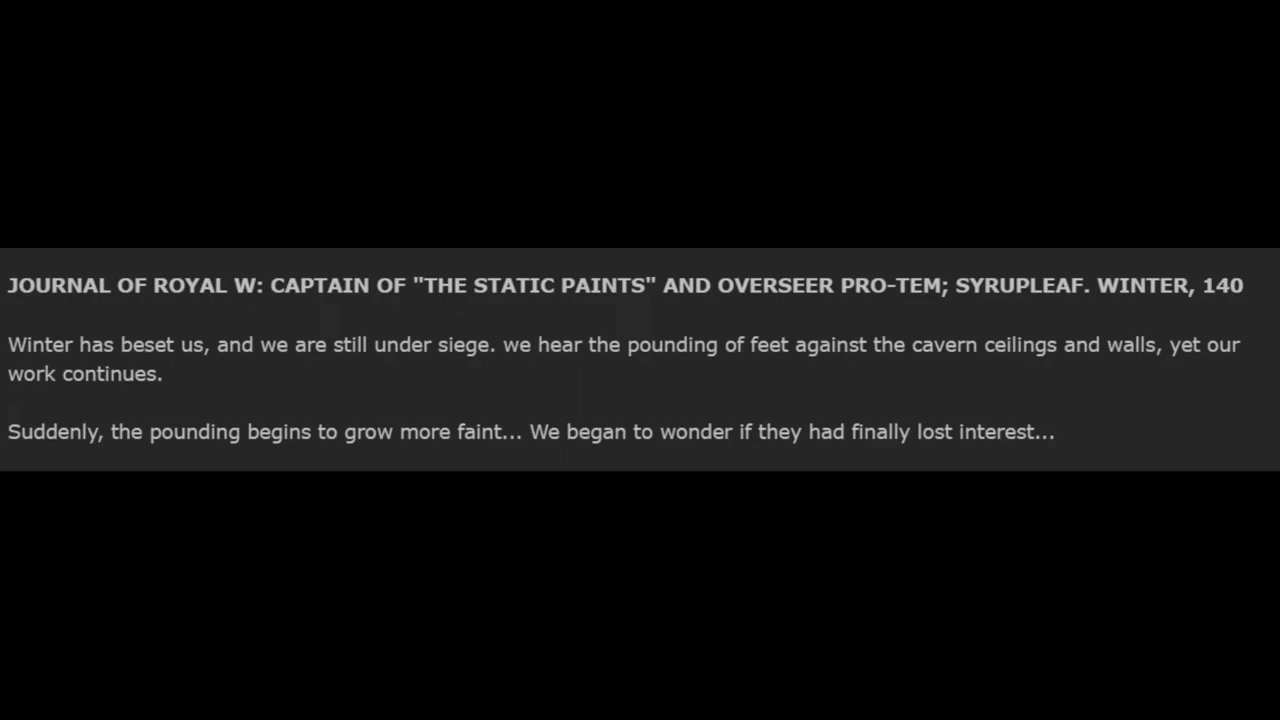 JOURNAL OF ROYAL W: CAPTAIN OF "THE STATIC PAINTS" AND OVERSEER PRO-TEM; SYRUPLEAF. WINTER, 140
Winter has beset us, and we are still under siege. we hear the pounding of feet against the cavern ceilings and walls, yet our
work continues.
Suddenly, the pounding begins to grow more faint... We began to wonder if they had finally lost interest...